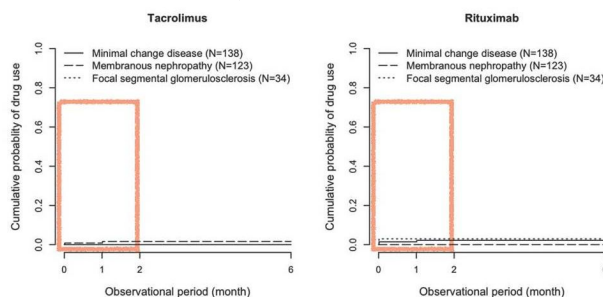 Tacrolimus
Cumulative probablity of drug use
1.0
0.8
0.6
0.4
0.2
0.0
Minimal change disease (N=138)
Membranous nephropathy (N=123)
Focal segmental glomerulosclerosis (N=34)
0 1 2 6
Observational period (month)
Rituximab
Cumulative probablity of drug use
1.0
0.8
0.6
0.4
0.2
0.0
Minimal change disease (N=138)
Membranous nephropathy (N=123)
Focal segmental glomerulosclerosis (N=34)
0 1 2
Observational period (month)